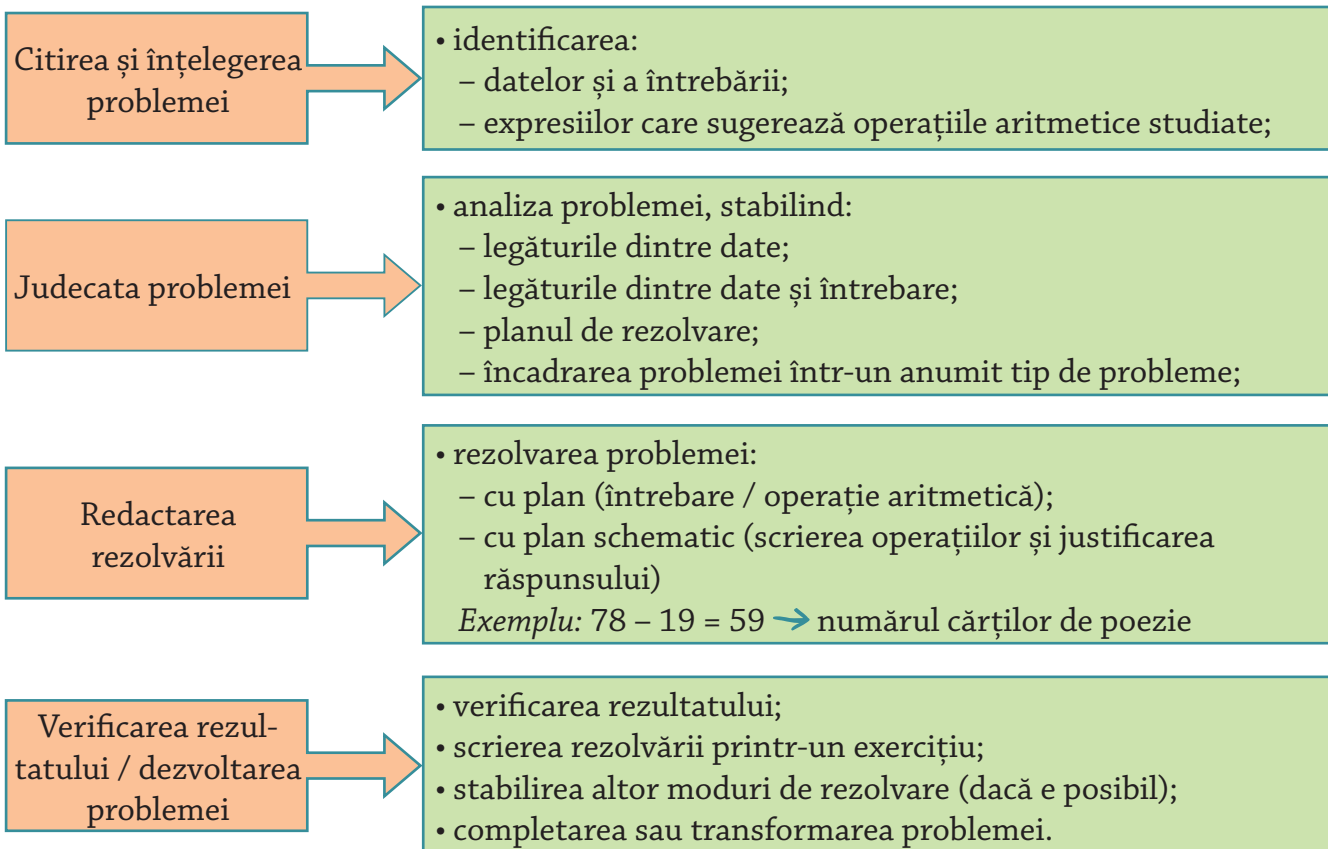 Citirea și înțelegerea
problemei
• identificarea:
– datelor și a întrebării;
– expresiilor care sugerează operațiile aritmetice studiate;
Judecata problemei
• analiza problemei, stabilind:
– legăturile dintre date;
– legăturile dintre date și întrebare;
– planul de rezolvare;
– încadrarea problemei într-un anumit tip de probleme;
Redactarea
rezolvării
• rezolvarea problemei:
– cu plan (întrebare / operație aritmetică);
– cu plan schematic (scrierea operațiilor și justificarea
răspunsului)
Exemplu: 78 – 19 = 59 → numărul cărților de poezie
Verificarea rezul-
tatului / dezvoltarea
problemei
• verificarea rezultatului;
• scrierea rezolvării printr-un exercițiu;
• stabilirea altor moduri de rezolvare (dacă e posibil);
• completarea sau transformarea problemei.